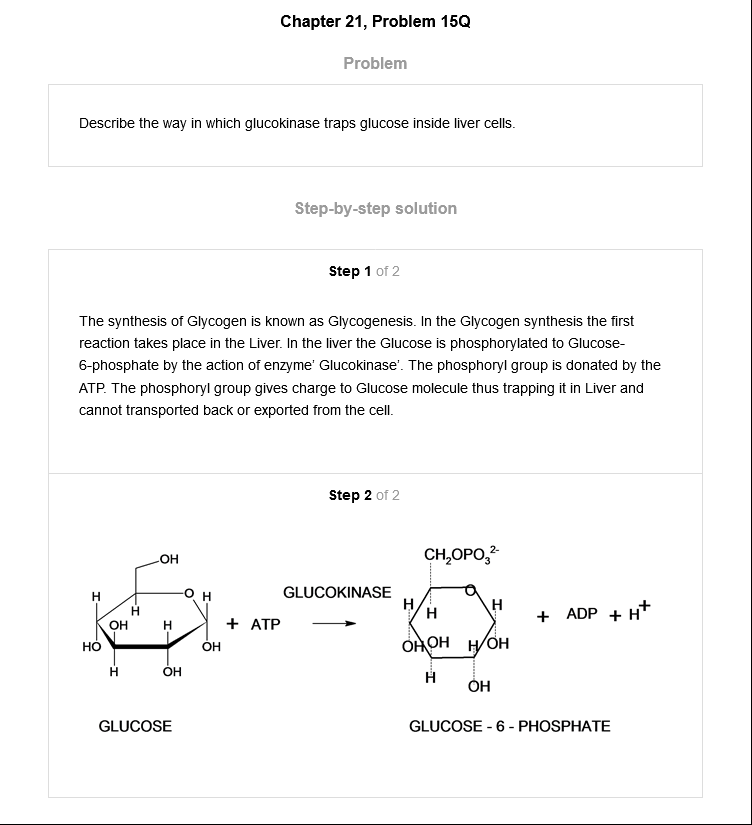 Chapter 21, Problem 15Q
Problem
Describe the way in which glucokinase traps glucose inside liver cells.
Step-by-step solution
Step 1 of 2
The synthesis of Glycogen is known as Glycogenesis. In the Glycogen synthesis the first
reaction takes place in the Liver. In the liver the Glucose is phosphorylated to Glucose-
6-phosphate by the action of enzyme' Glucokinase'. The phosphoryl group is donated by the
ATP. The phosphoryl group gives charge to Glucose molecule thus trapping it in Liver and
cannot transported back or exported from the cell.
Step 2 of 2
CH₂OPO₃²⁻
OH
GLUCOKINASE
H O H
O
H H H
H
+ ATP
+ ADP + H⁺
OH H
HO OH
OH OH H OH
H OH
H
OH
GLUCOSE
GLUCOSE - 6 - PHOSPHATE